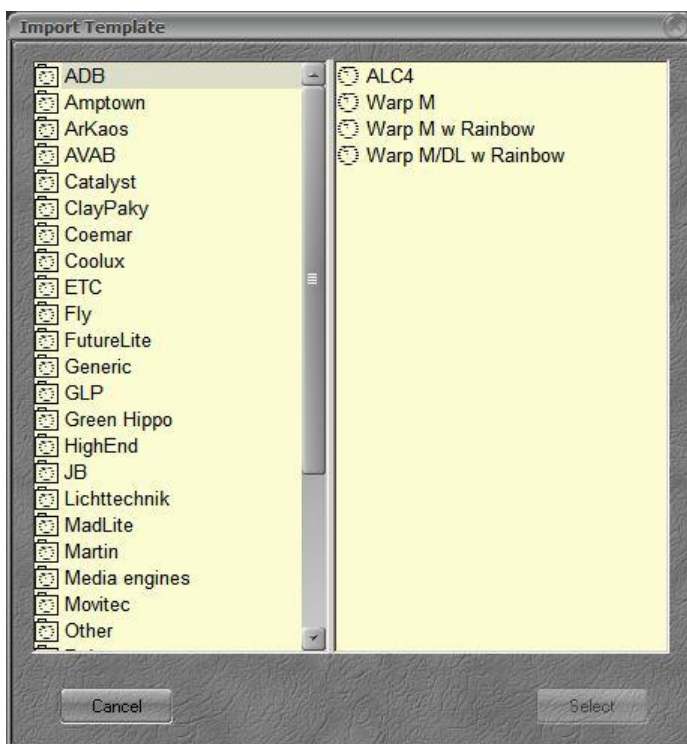 Import Template
ADB
Amptown
ArKaos
AVAB
Catalyst
ClayPaky
Coemar
Coolux
ETC
Fly
FutureLite
Generic
GLP
Green Hippo
HighEnd
JB
Lichttechnik
MadLite
Martin
Media engines
Movitec
Other
ALC4
Warp M
Warp M w Rainbow
Warp M/DL w Rainbow
Cancel
Select